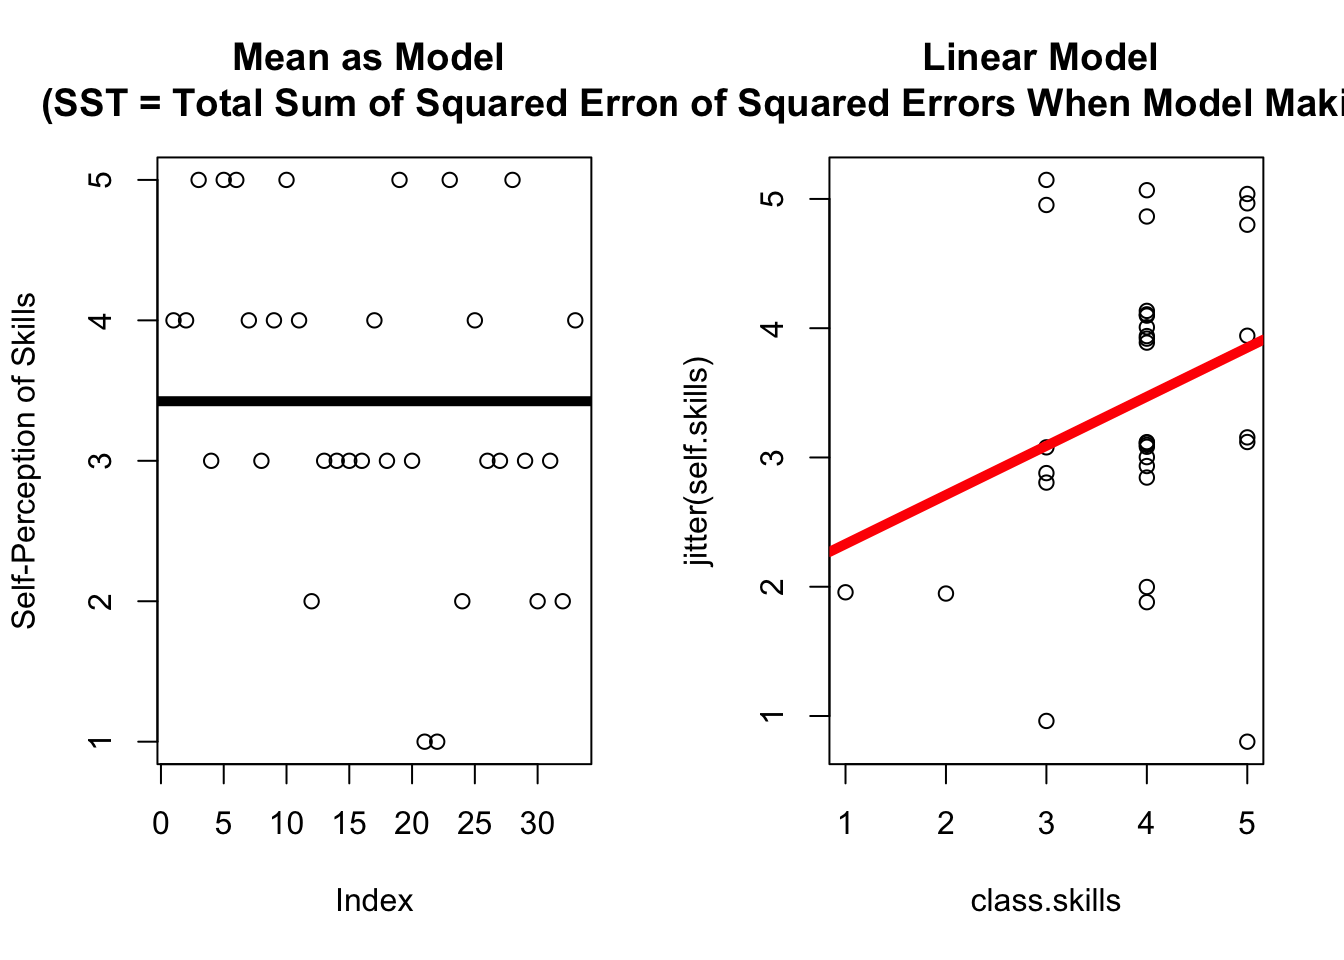 Mean as Model
(SST = Total Sum of Squared Erron of Squared Errors When Model Maki
Linear Model
Self-Perception of Skills
5
4
3
2
1
0 5 10 15 20 25 30
Index
jitter(self.skills)
5
4
3
2
1
1 2 3 4 5
class.skills